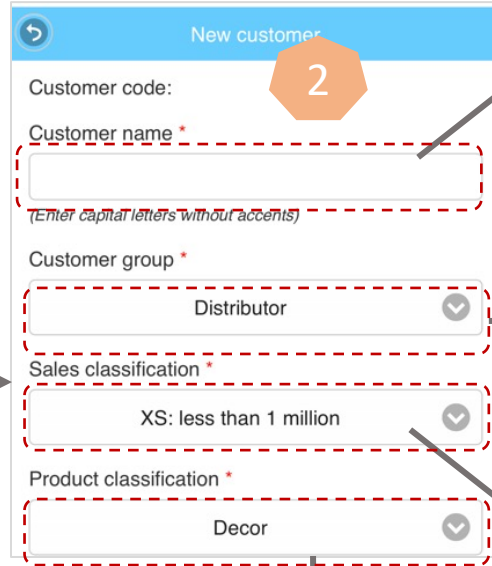 New customer
2
Customer code:
Customer name *
(Enter capital letters without accents)
Customer group *
Distributor
Sales classification *
XS: less than 1 million
Product classification *
Decor